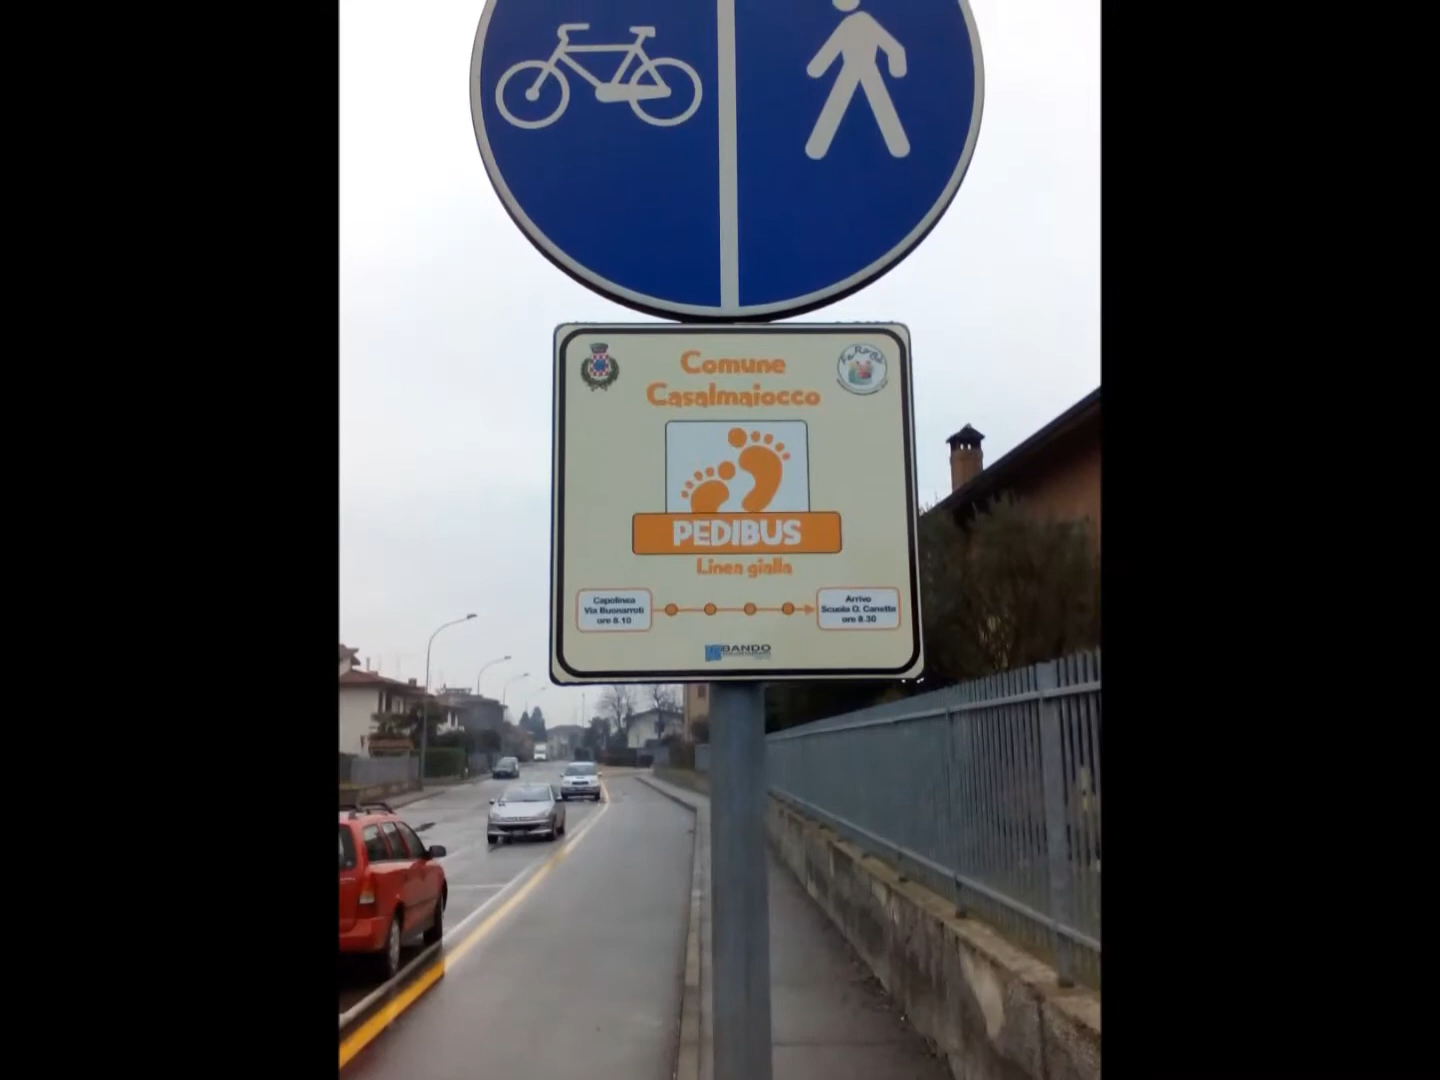 Comune
Casalmaiocco
PEDIBUS
Linea gialla
Capolinea
Via Buonarroti
ore 8.10
Arrivo
Scuola D. Canetta
ore 8.30
BANDO